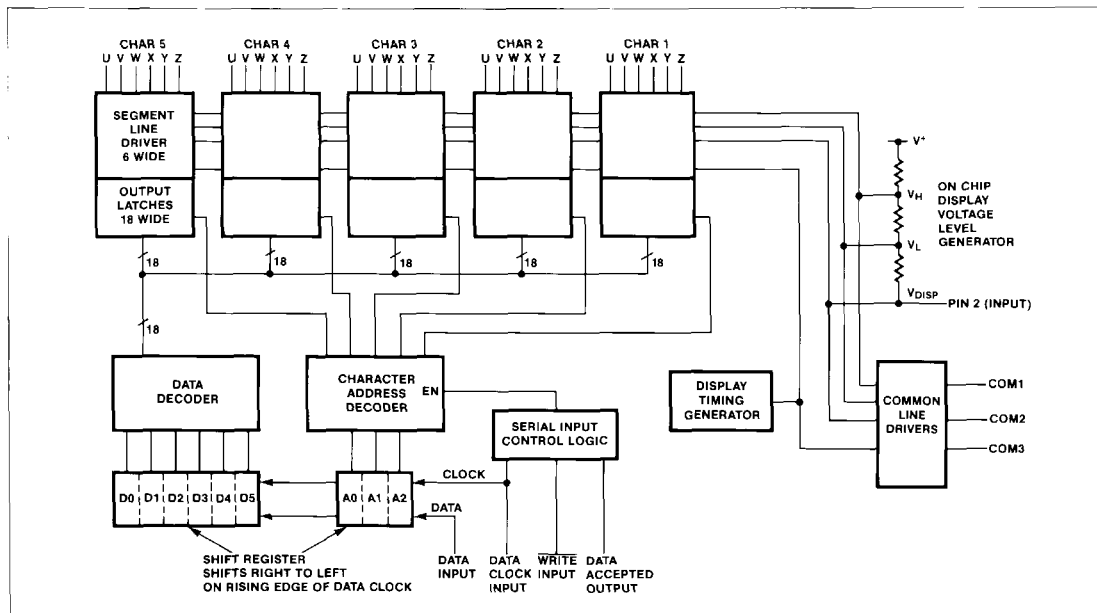 CHAR 5 CHAR 4 CHAR 3 CHAR 2 CHAR 1
U V W X Y Z U V W X Y Z U V W X Y Z U V W X Y Z U V W X Y Z
SEGMENT
LINE
DRIVER
6 WIDE
OUTPUT
LATCHES
18 WIDE
18 18 18 18 18
18
V+
VH
VL
VDISP
ON CHIP
DISPLAY
VOLTAGE
LEVEL
GENERATOR
PIN 2 (INPUT)
DATA
DECODER
CHARACTER
ADDRESS
DECODER
EN
DISPLAY
TIMING
GENERATOR
COMMON
LINE
DRIVERS
COM1
COM2
COM3
SERIAL INPUT
CONTROL LOGIC
D0 D1 D2 D3 D4 D5
A0 A1 A2
CLOCK
DATA
SHIFT REGISTER
SHIFTS RIGHT TO LEFT
ON RISING EDGE OF DATA CLOCK
DATA
INPUT
DATA
CLOCK
INPUT
WRITE
INPUT
DATA
ACCEPTED
OUTPUT